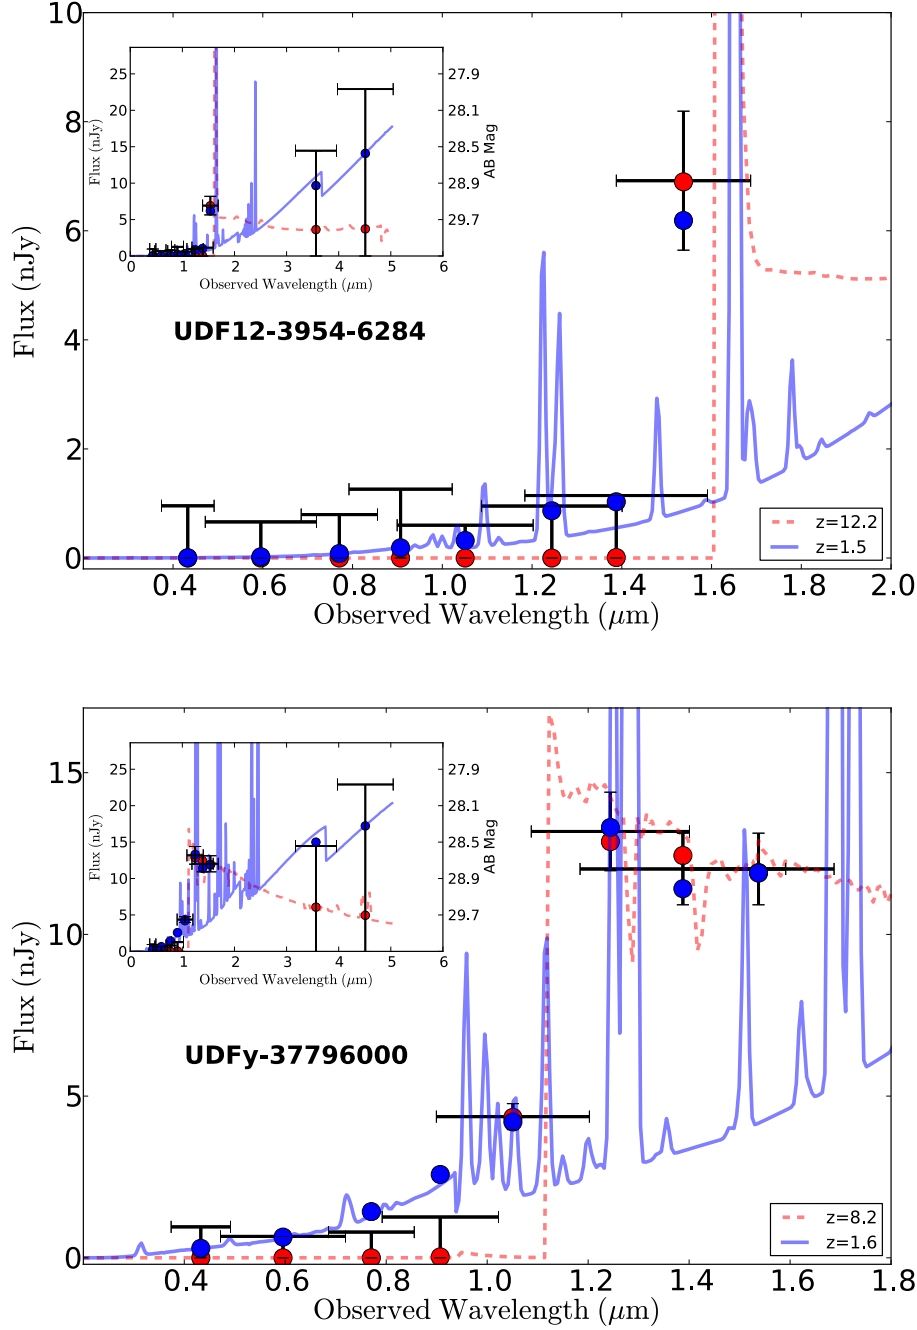 10
8
6
4
2
0
Flux (nJy)
25
20
15
10
5
0
Flux (nJy)
27.9
28.1
28.5
28.9
29.7
AB Mag
0 1 2 3 4 5 6
Observed Wavelength (μm)
UDF12-3954-6284
z=12.2
z=1.5
0.4 0.6 0.8 1.0 1.2 1.4 1.6 1.8 2.0
Observed Wavelength (μm)
15
10
5
0
Flux (nJy)
25
20
15
10
5
0
Flux (nJy)
27.9
28.1
28.5
28.9
29.7
AB Mag
0 1 2 3 4 5 6
Observed Wavelength (μm)
UDFy-37796000
z=8.2
z=1.6
0.4 0.6 0.8 1.0 1.2 1.4 1.6 1.8
Observed Wavelength (μm)